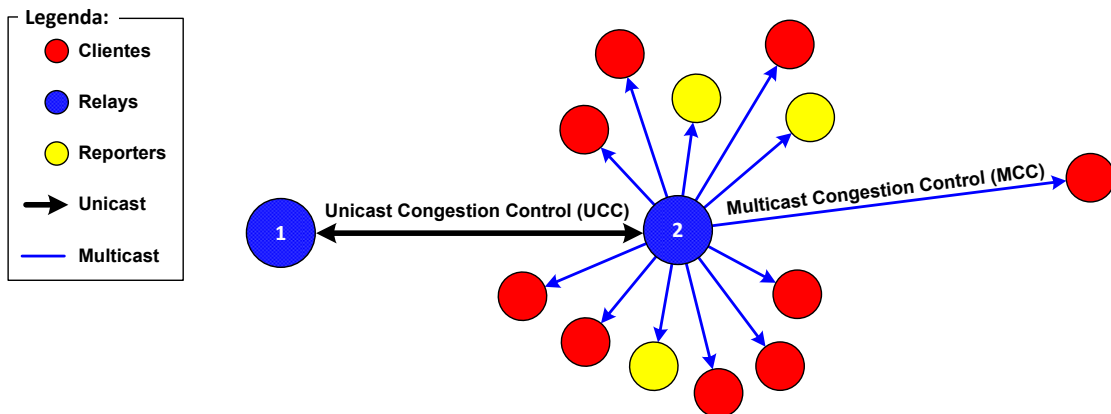 Legenda:
Clientes
Relays
Reporters
Unicast
Multicast
Unicast Congestion Control (UCC)
Multicast Congestion Control (MCC)
1
2